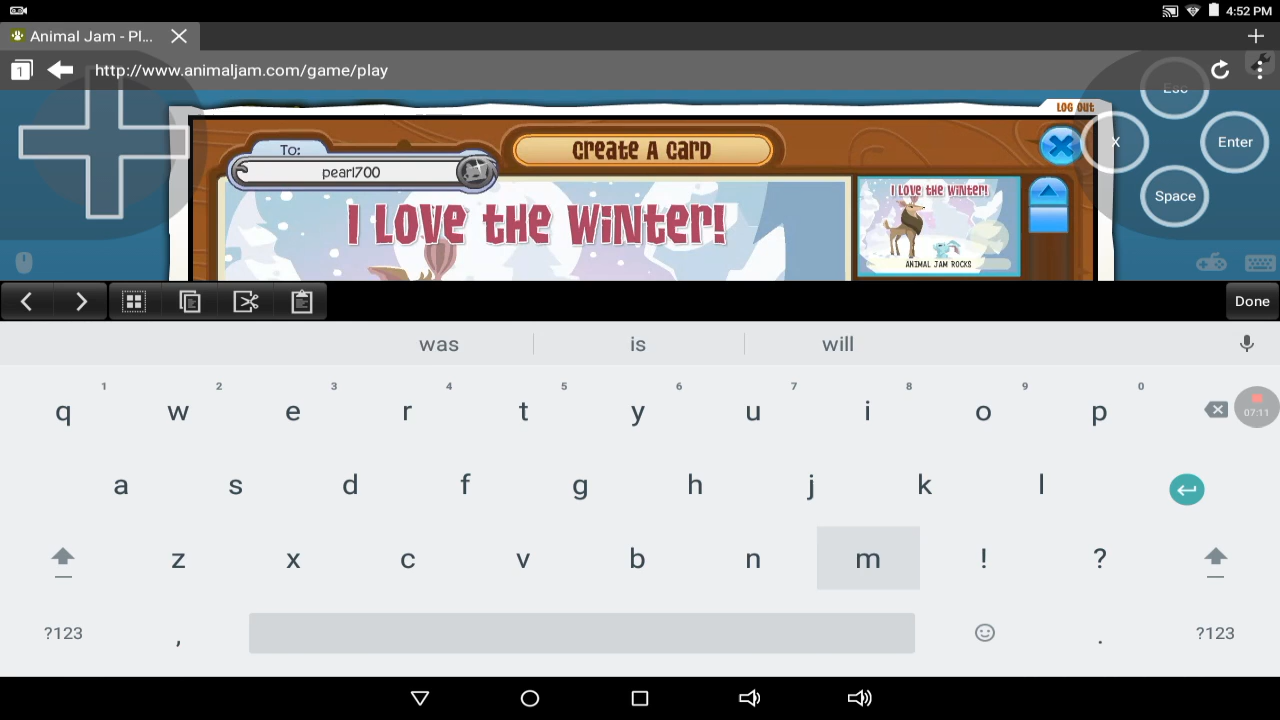 4:52 PM
Animal Jam - Pl...
1 http://www.animaljam.com/game/play
Esc
LOG OUT
To:
pearl700
CREATE A CARD
X
Enter
Space
I LOVE THE WINTER!
I LOVE THE WINTER!
ANIMAL JAM ROCKS
Done
was is will
1 2 3 4 5 6 7 8 9 0
q w e r t y u i o p
07:11
a s d f g h j k l
z x c v b n m ! ?
?123 , . ?123